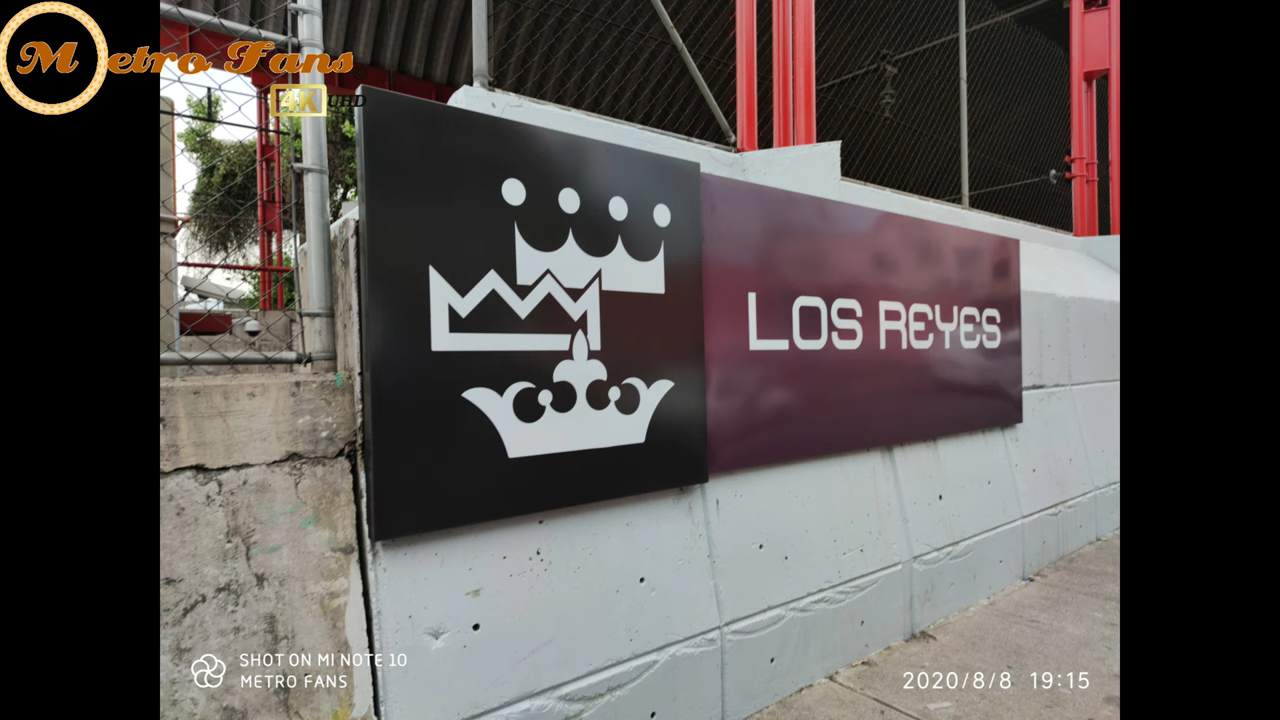 Metro Fans
4K UHD
LOS REYES
SHOT ON MI NOTE 10
METRO FANS
2020/8/8 19:15